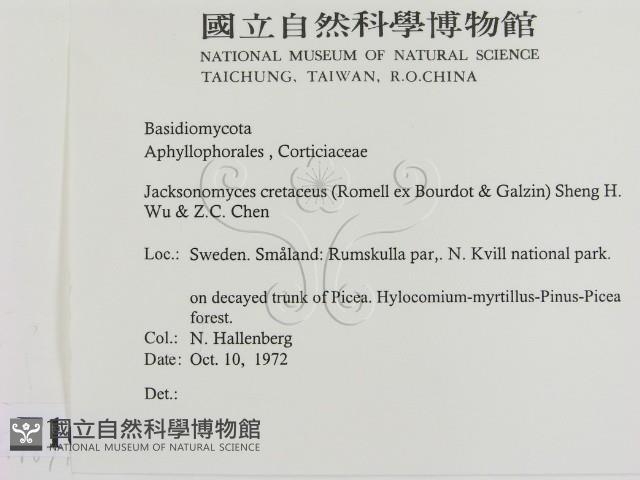 國立自然科學博物館
NATIONAL MUSEUM OF NATURAL SCIENCE
TAICHUNG, TAIWAN, R.O.CHINA
Basidiomycota
Aphyllophorales , Corticiaceae
Jacksonomyces cretaceus (Romell ex Bourdot & Galzin) Sheng H.
Wu & Z.C. Chen
Loc.: Sweden. Småland: Rumskulla par,. N. Kvill national park.
on decayed trunk of Picea. Hylocomium-myrtillus-Pinus-Picea
forest.
Col.: N. Hallenberg
Date: Oct. 10, 1972
Det.:
國立自然科學博物館
NATIONAL MUSEUM OF NATURAL SCIENCE